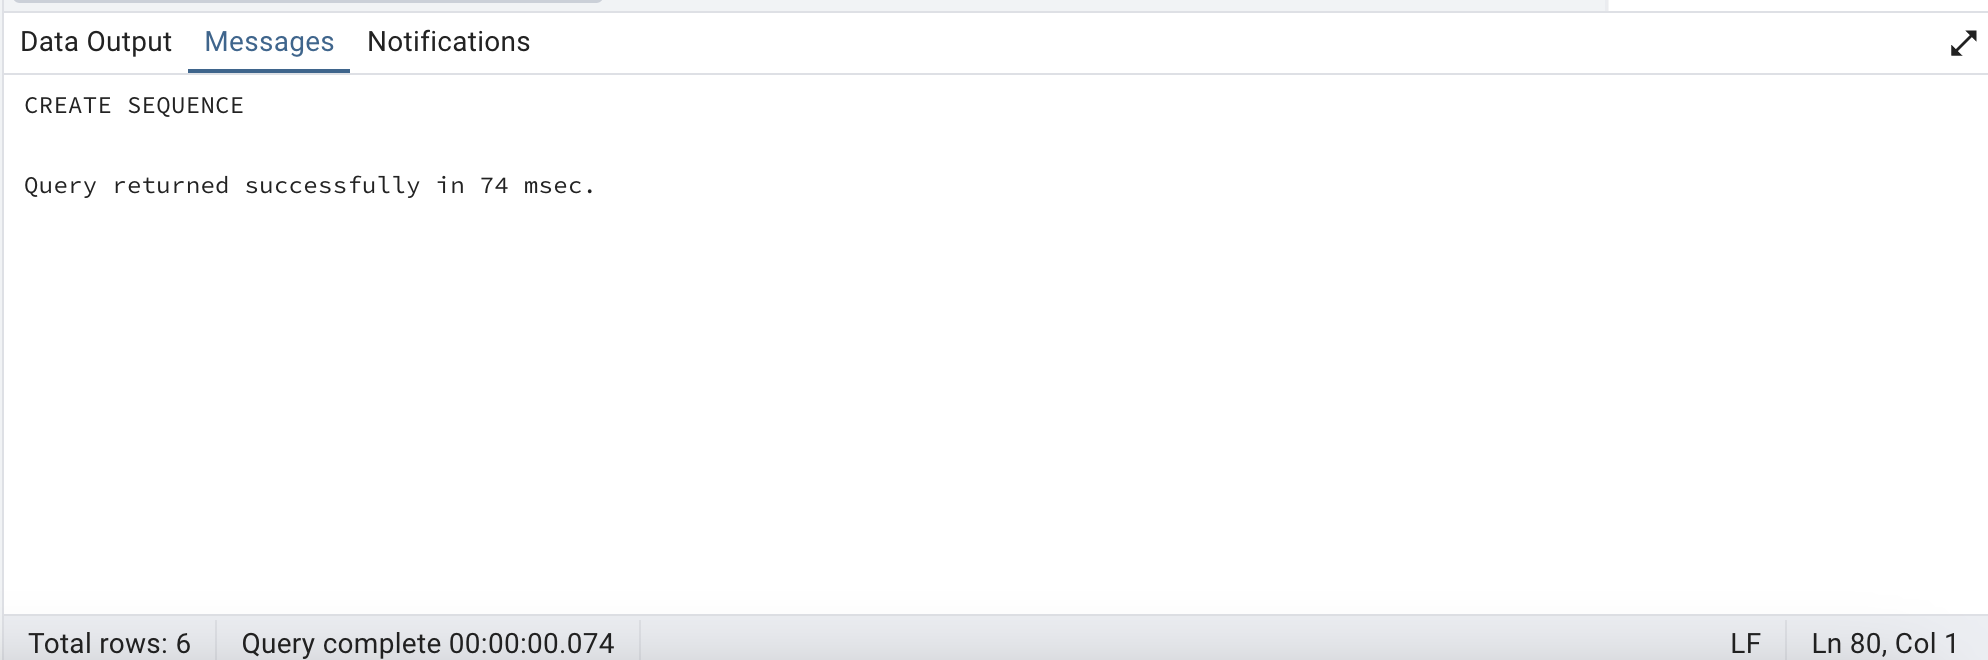 Data Output Messages Notifications
CREATE SEQUENCE
Query returned successfully in 74 msec.
Total rows: 6 Query complete 00:00:00.074 LF Ln 80, Col 1